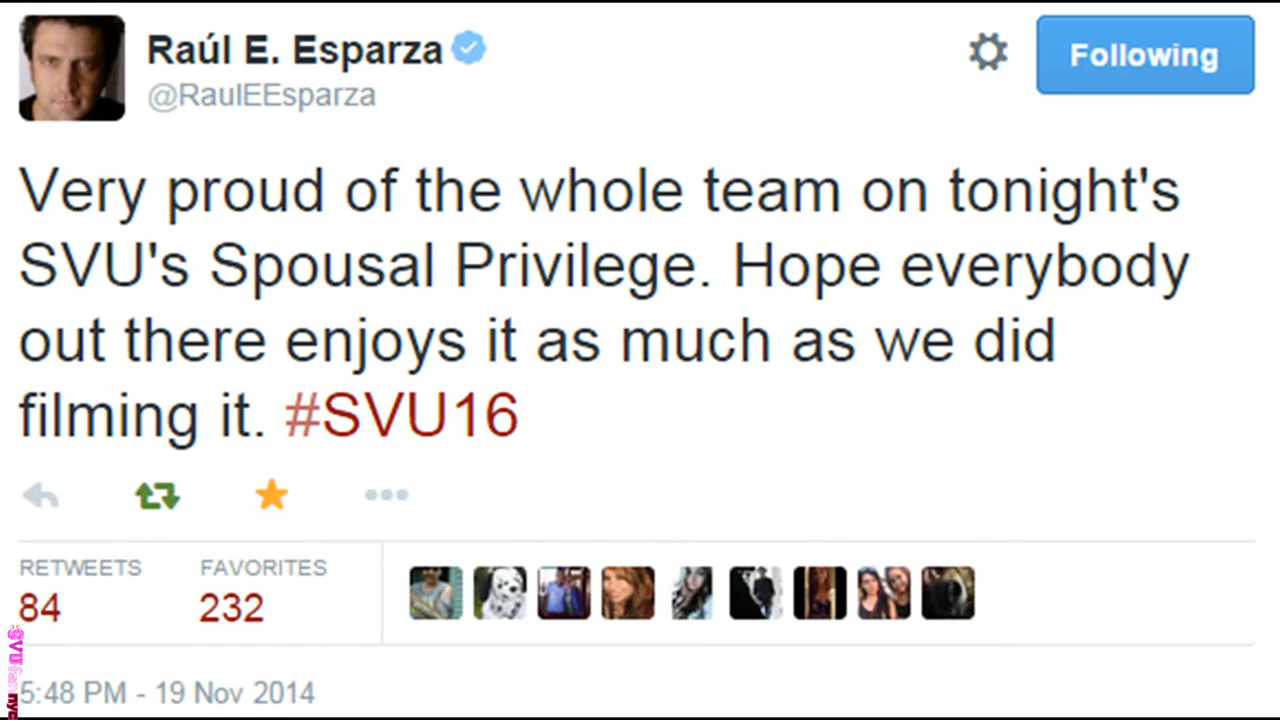 Raúl E. Esparza
@RaulEEsparza
Following
Very proud of the whole team on tonight's
SVU's Spousal Privilege. Hope everybody
out there enjoys it as much as we did
filming it. #SVU16
RETWEETS
FAVORITES
84
232
5:48 PM - 19 Nov 2014